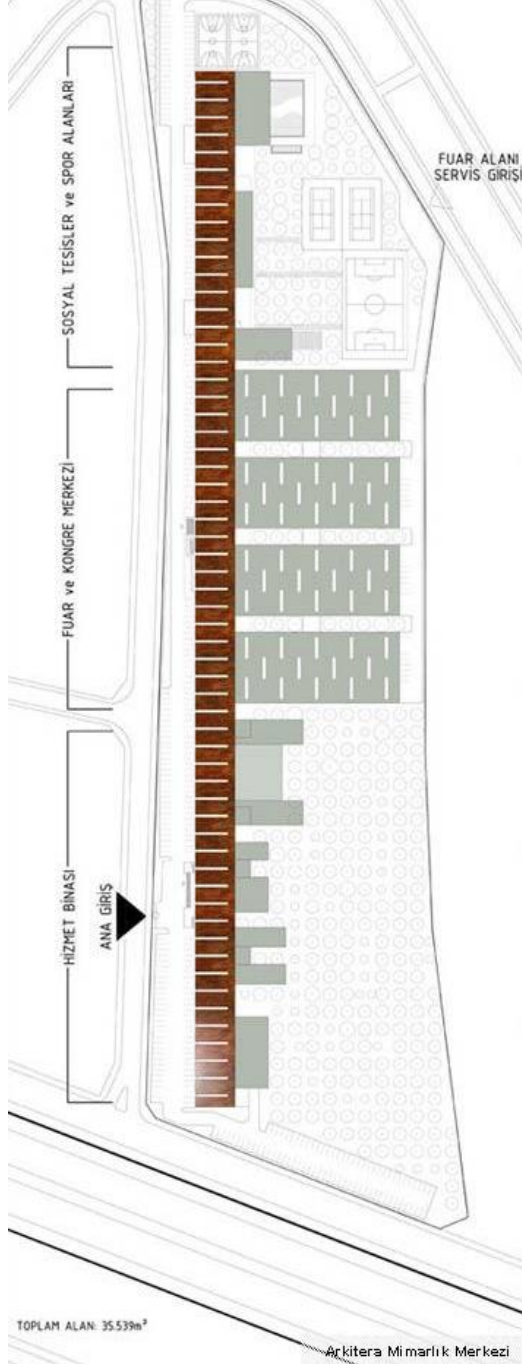 FUAR ALANI
SERVİS GİRİŞİ
SOSYAL TESİSLER ve SPOR ALANLARI
FUAR ve KONGRE MERKEZİ
HİZMET BİNASI
ANA GİRİŞ
TOPLAM ALAN: 35.539m²
Arkitera Mimarlık Merkezi